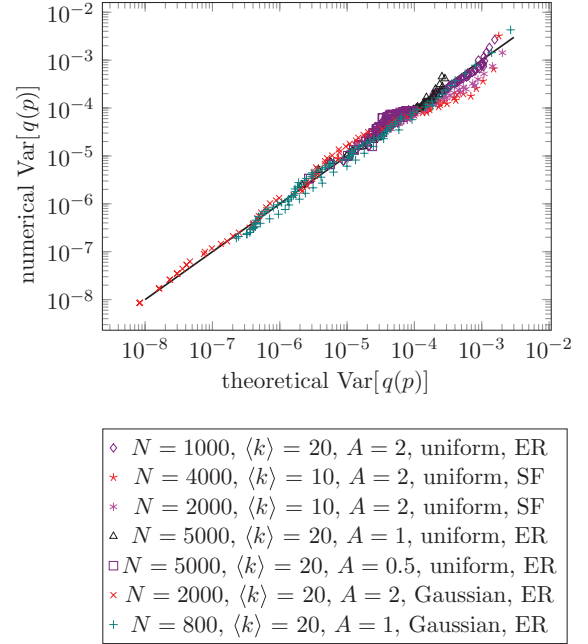 10⁻²
10⁻³
10⁻⁴
10⁻⁵
10⁻⁶
10⁻⁷
10⁻⁸
numerical Var[q(p)]
10⁻⁸ 10⁻⁷ 10⁻⁶ 10⁻⁵ 10⁻⁴ 10⁻³ 10⁻²
theoretical Var[q(p)]
N = 1000, ⟨k⟩ = 20, A = 2, uniform, ER
N = 4000, ⟨k⟩ = 10, A = 2, uniform, SF
N = 2000, ⟨k⟩ = 10, A = 2, uniform, SF
N = 5000, ⟨k⟩ = 20, A = 1, uniform, ER
N = 5000, ⟨k⟩ = 20, A = 0.5, uniform, ER
N = 2000, ⟨k⟩ = 20, A = 2, Gaussian, ER
N = 800, ⟨k⟩ = 20, A = 1, Gaussian, ER